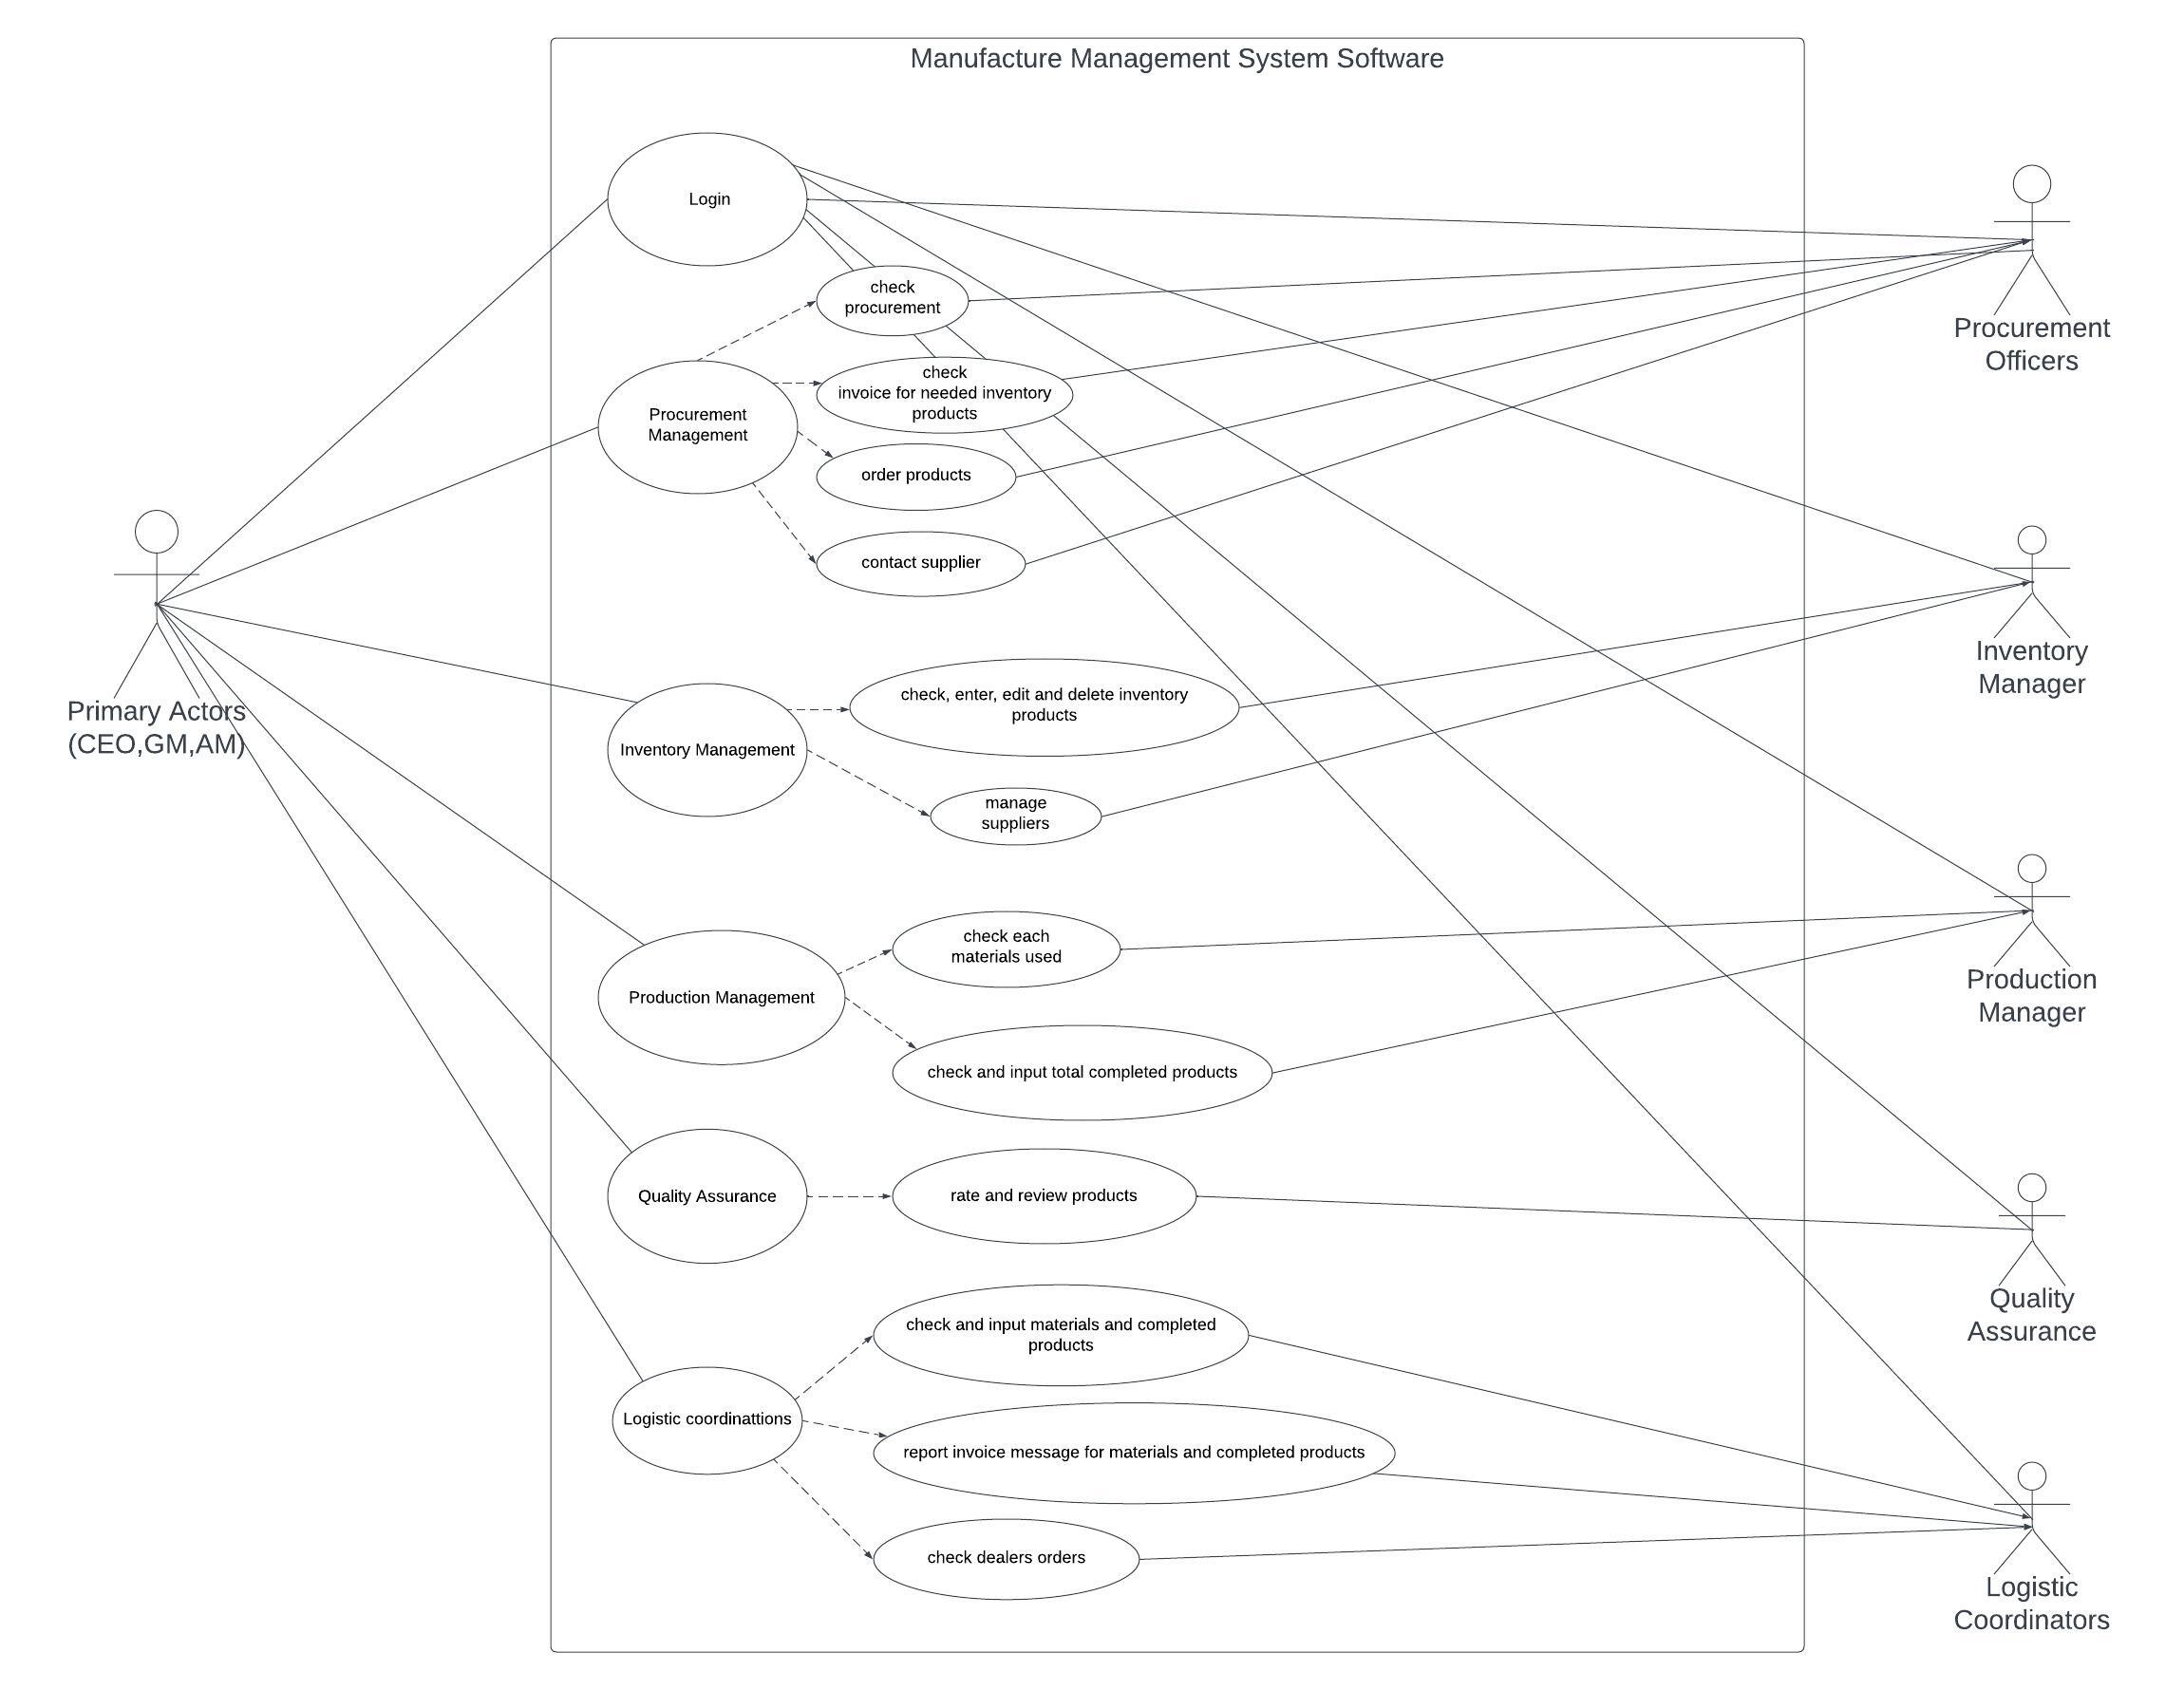 Manufacture Management System Software
Login
check
procurement
Procurement
Officers
check
invoice for needed inventory
products
Procurement
Management
order products
contact supplier
Inventory
Manager
Primary Actors
(CEO,GM,AM)
check, enter, edit and delete inventory
products
Inventory Management
manage
suppliers
check each
materials used
Production Management
Production
Manager
check and input total completed products
Quality Assurance
rate and review products
Quality
Assurance
check and input materials and completed
products
Logistic coordinattions
report invoice message for materials and completed products
check dealers orders
Logistic
Coordinators